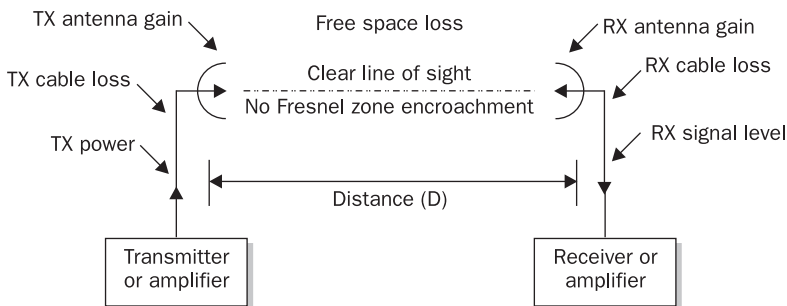 TX antenna gain
Free space loss
RX antenna gain
TX cable loss
Clear line of sight
RX cable loss
No Fresnel zone encroachment
TX power
RX signal level
Distance (D)
Transmitter
or amplifier
Receiver or
amplifier